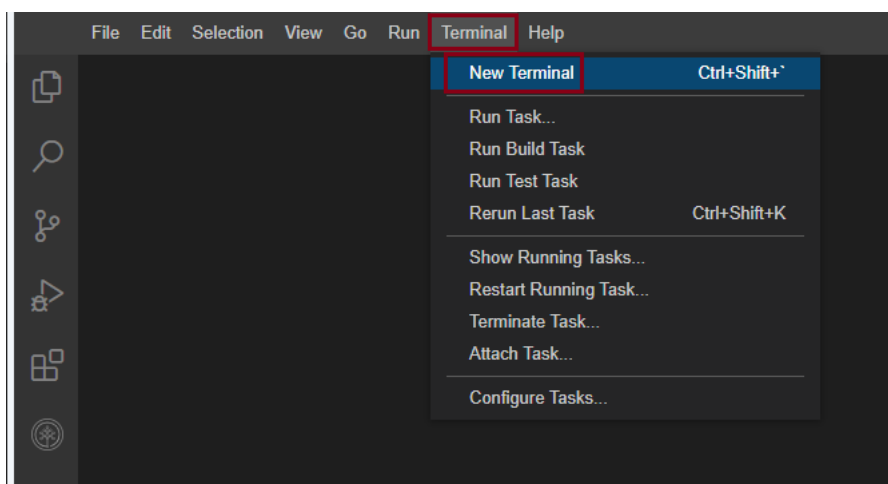 File Edit Selection View Go Run Terminal Help
New Terminal Ctrl+Shift+`
Run Task...
Run Build Task
Run Test Task
Rerun Last Task Ctrl+Shift+K
Show Running Tasks...
Restart Running Task...
Terminate Task...
Attach Task...
Configure Tasks...